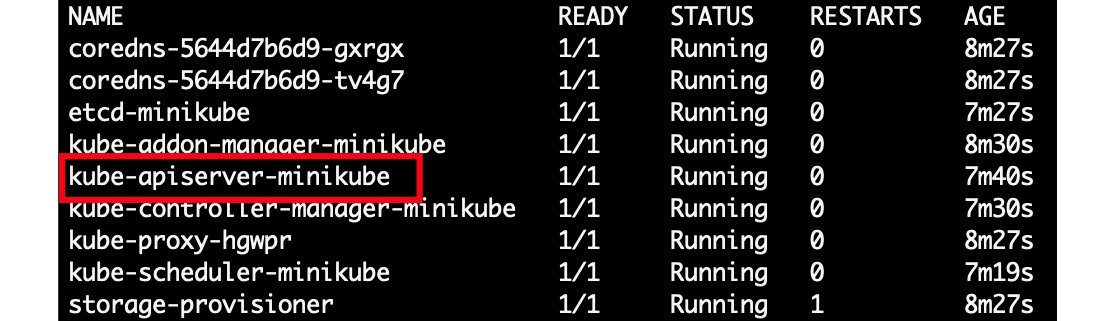 NAME READY STATUS RESTARTS AGE
coredns-5644d7b6d9-gxrgx 1/1 Running 0 8m27s
coredns-5644d7b6d9-tv4g7 1/1 Running 0 8m27s
etcd-minikube 1/1 Running 0 7m27s
kube-addon-manager-minikube 1/1 Running 0 8m30s
kube-apiserver-minikube 1/1 Running 0 7m40s
kube-controller-manager-minikube 1/1 Running 0 7m30s
kube-proxy-hgwpr 1/1 Running 0 8m27s
kube-scheduler-minikube 1/1 Running 0 7m19s
storage-provisioner 1/1 Running 1 8m27s